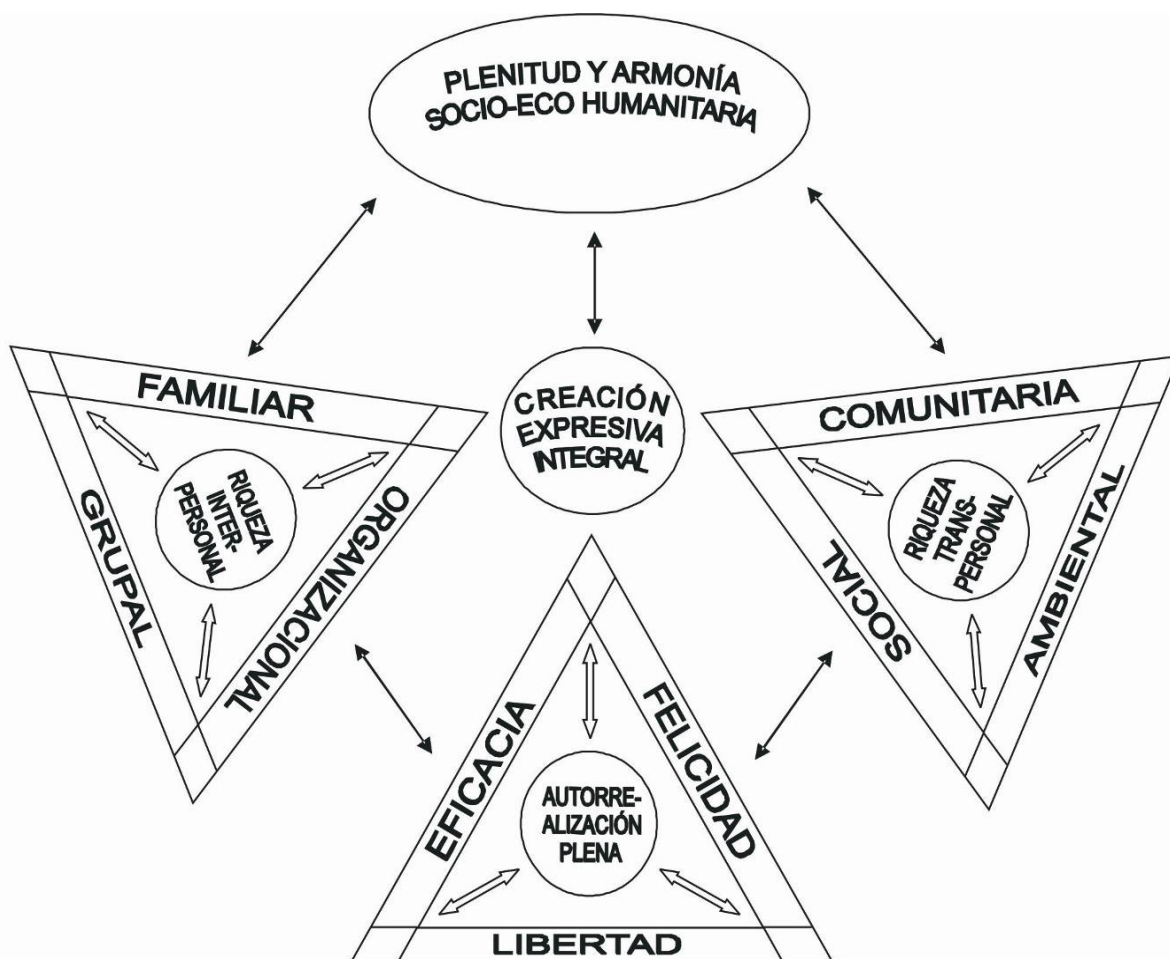 PLENITUD Y ARMONÍA
SOCIO-ECO HUMANITARIA
FAMILIAR
GRUPAL
ORGANIZACIONAL
RIQUEZA
INTER-
PERSONAL
CREACIÓN
EXPRESIVA
INTEGRAL
COMUNITARIA
SOCIAL
AMBIENTAL
RIQUEZA
TRANS-
PERSONAL
EFICACIA
FELICIDAD
LIBERTAD
AUTORRE-
ALIZACIÓN
PLENA